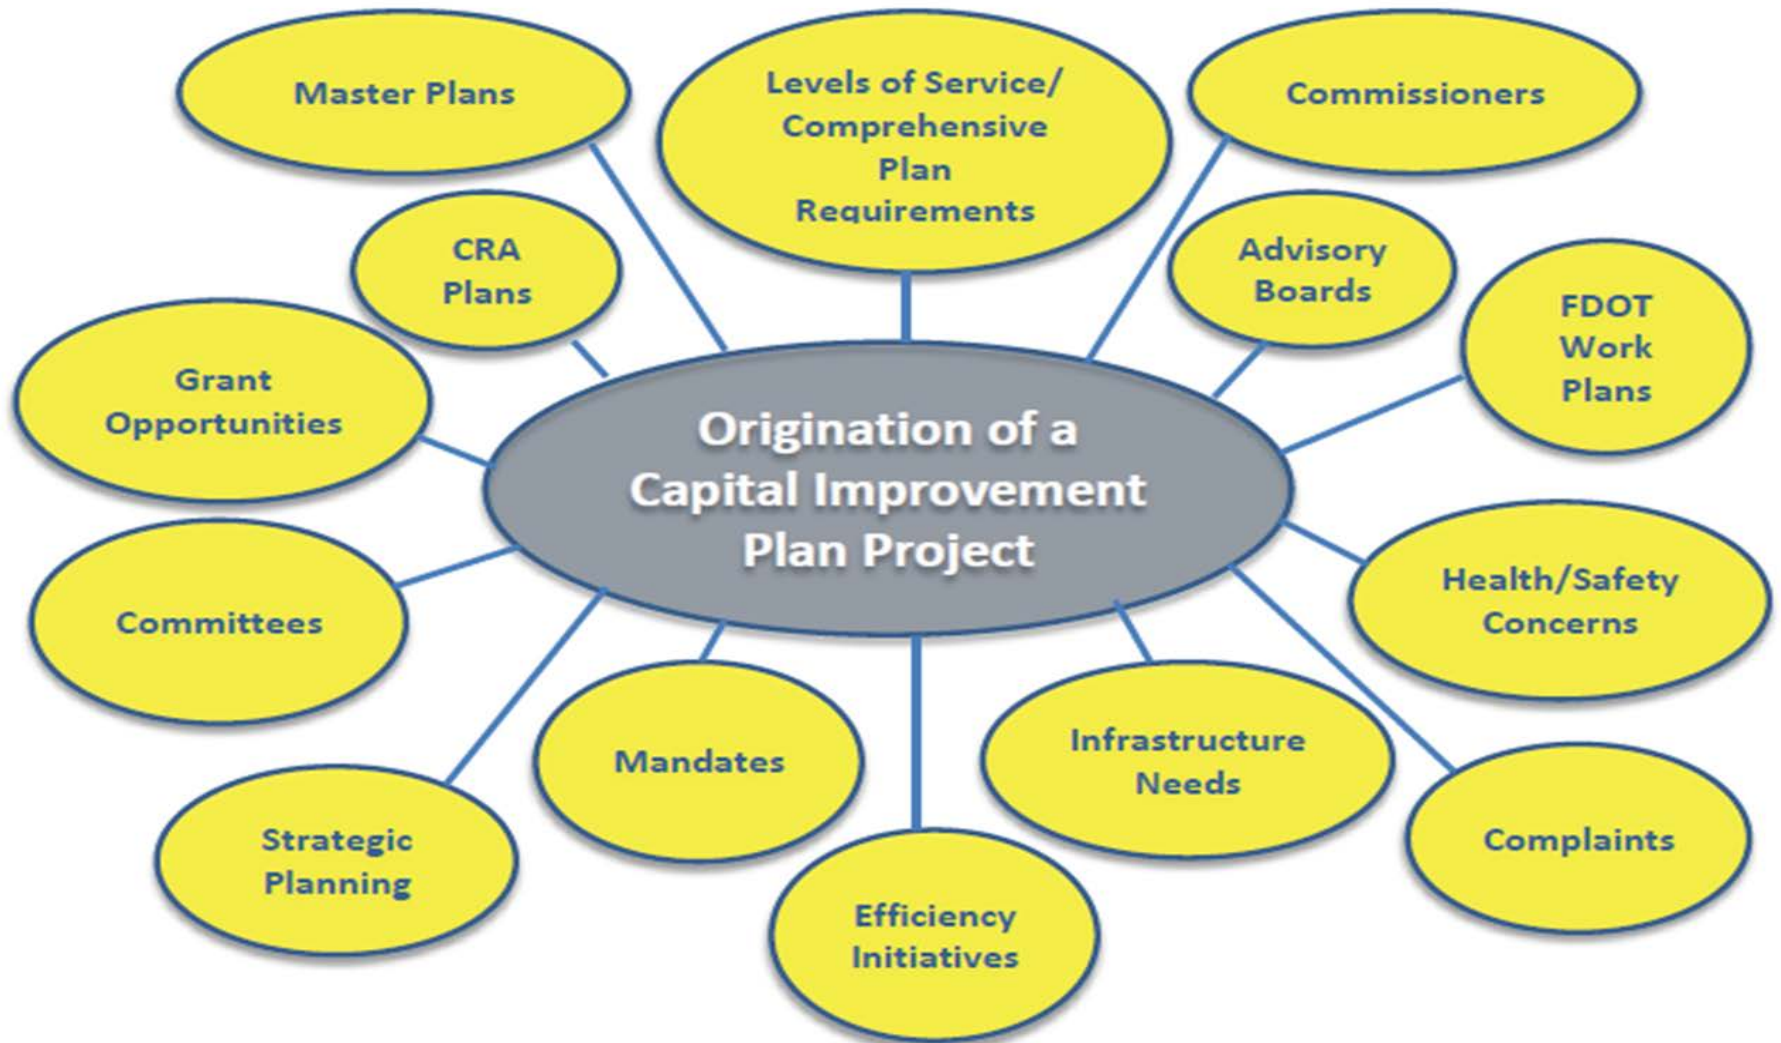 Master Plans
Levels of Service/
Comprehensive
Plan
Requirements
Commissioners
CRA
Plans
Advisory
Boards
FDOT
Work
Plans
Grant
Opportunities
Origination of a
Capital Improvement
Plan Project
Health/Safety
Concerns
Committees
Mandates
Infrastructure
Needs
Strategic
Planning
Complaints
Efficiency
Initiatives